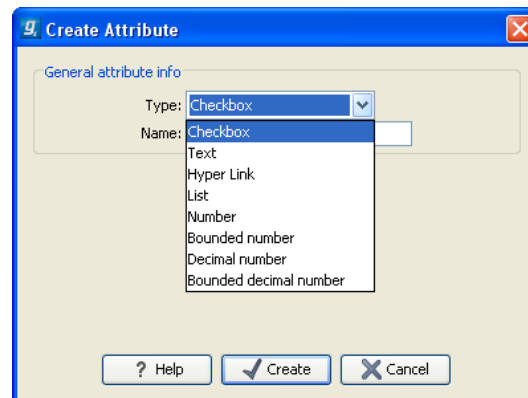 g. Create Attribute
General attribute info
Type: Checkbox
Name: Checkbox
Text
Hyper Link
List
Number
Bounded number
Decimal number
Bounded decimal number
? Help Create Cancel